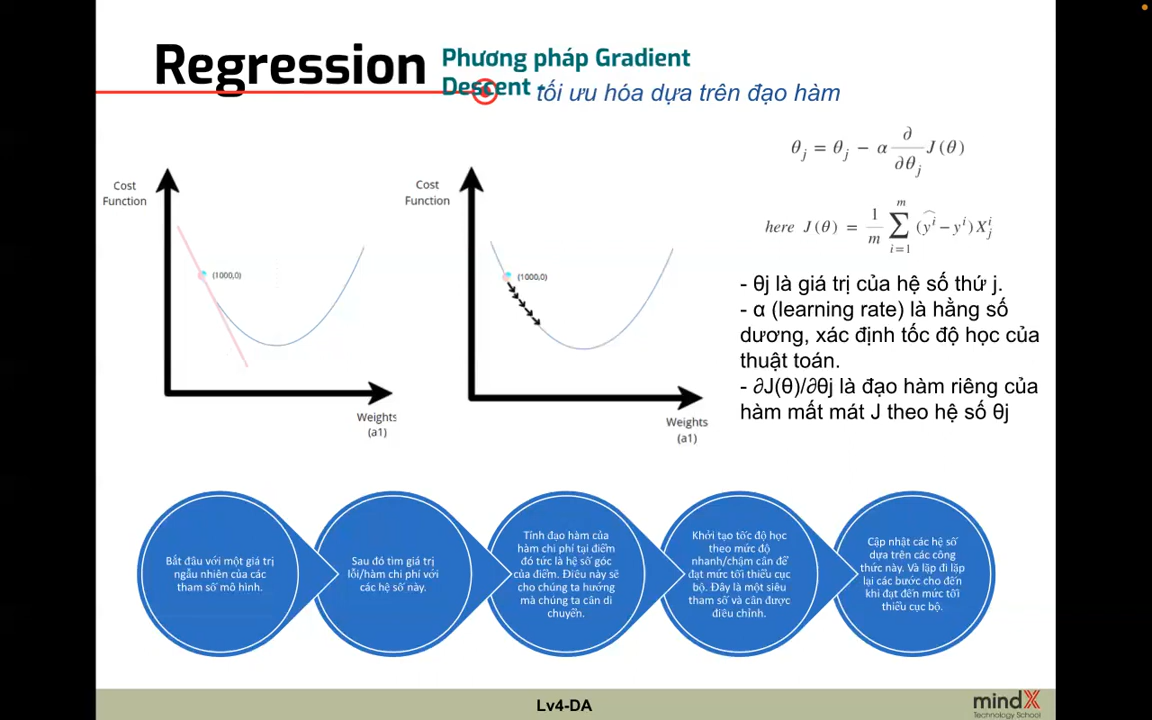 Regression
Phương pháp Gradient
Descent -
tối ưu hóa dựa trên đạo hàm
θj = θj − α ∂/∂θj J(θ)
here J(θ) = 1/m ∑_{i=1}^{m} (ŷ^i − y^i)X_j^i
Cost
Function
(1000,0)
Weights
(a1)
Cost
Function
(1000,0)
Weights
(a1)
- θj là giá trị của hệ số thứ j.
- α (learning rate) là hằng số
dương, xác định tốc độ học của
thuật toán.
- ∂J(θ)/∂θj là đạo hàm riêng của
hàm mất mát J theo hệ số θj
Bắt đầu với một giá trị
ngẫu nhiên của các
tham số mô hình.
Sau đó tìm giá trị
lỗi/hàm chi phí với
các hệ số này.
Tính đạo hàm của
hàm chi phí tại điểm
đó tức là hệ số góc
của điểm. Điều này sẽ
cho chúng ta hướng
mà chúng ta cần di
chuyển.
Khởi tạo tốc độ học
theo mức độ
nhanh/chậm cần để
đạt mức tối thiểu cục
bộ. Đây là một siêu
tham số và cần được
điều chỉnh.
Cập nhật các hệ số
dựa trên các công
thức này. Và lặp đi lặp
lại các bước cho đến
khi đạt đến mức tối
thiểu cục bộ.
Lv4-DA
mindX
Technology School